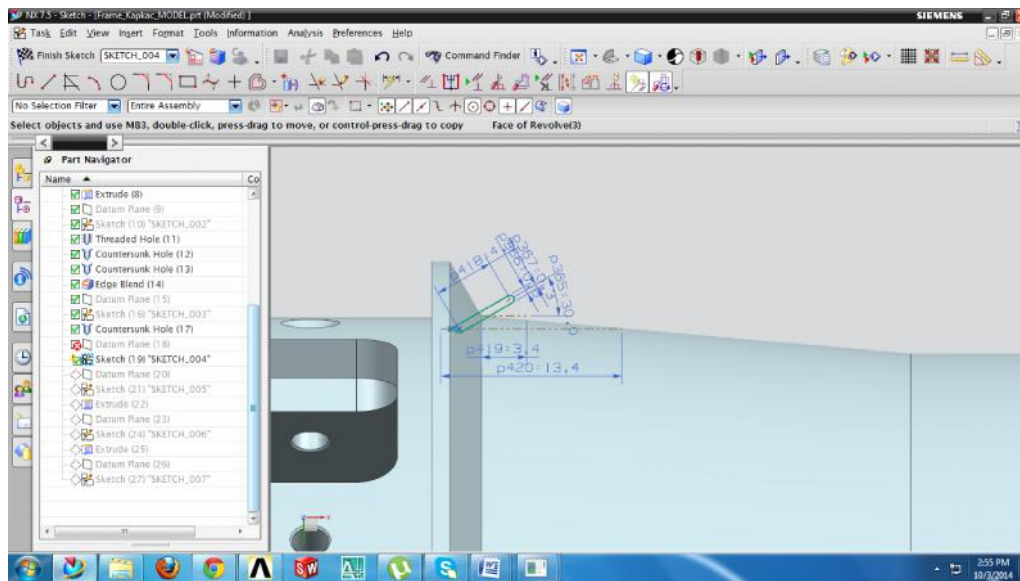 NX 7.5 - Sketch - [Frame_Kapkac_MODEL.prt (Modified) ]
SIEMENS
Task Edit View Insert Format Tools Information Analysis Preferences Help
Finish Sketch SKETCH_004 Command Finder
No Selection Filter Entire Assembly
Select objects and use MB3, double-click, press-drag to move, or control-press-drag to copy Face of Revolve(3)
Part Navigator
Name Co
Extrude (8)
Datum Plane (9)
Sketch (10) "SKETCH_002"
Threaded Hole (11)
Countersunk Hole (12)
Countersunk Hole (13)
Edge Blend (14)
Datum Plane (15)
Sketch (16) "SKETCH_003"
Countersunk Hole (17)
Datum Plane (18)
Sketch (19) "SKETCH_004"
Datum Plane (20)
Sketch (21) "SKETCH_005"
Extrude (22)
Datum Plane (23)
Sketch (24) "SKETCH_006"
Extrude (25)
Datum Plane (26)
Sketch (27) "SKETCH_007"
p365=30,0
p419=3,4
p420=13,4
2:55 PM
10/3/2014